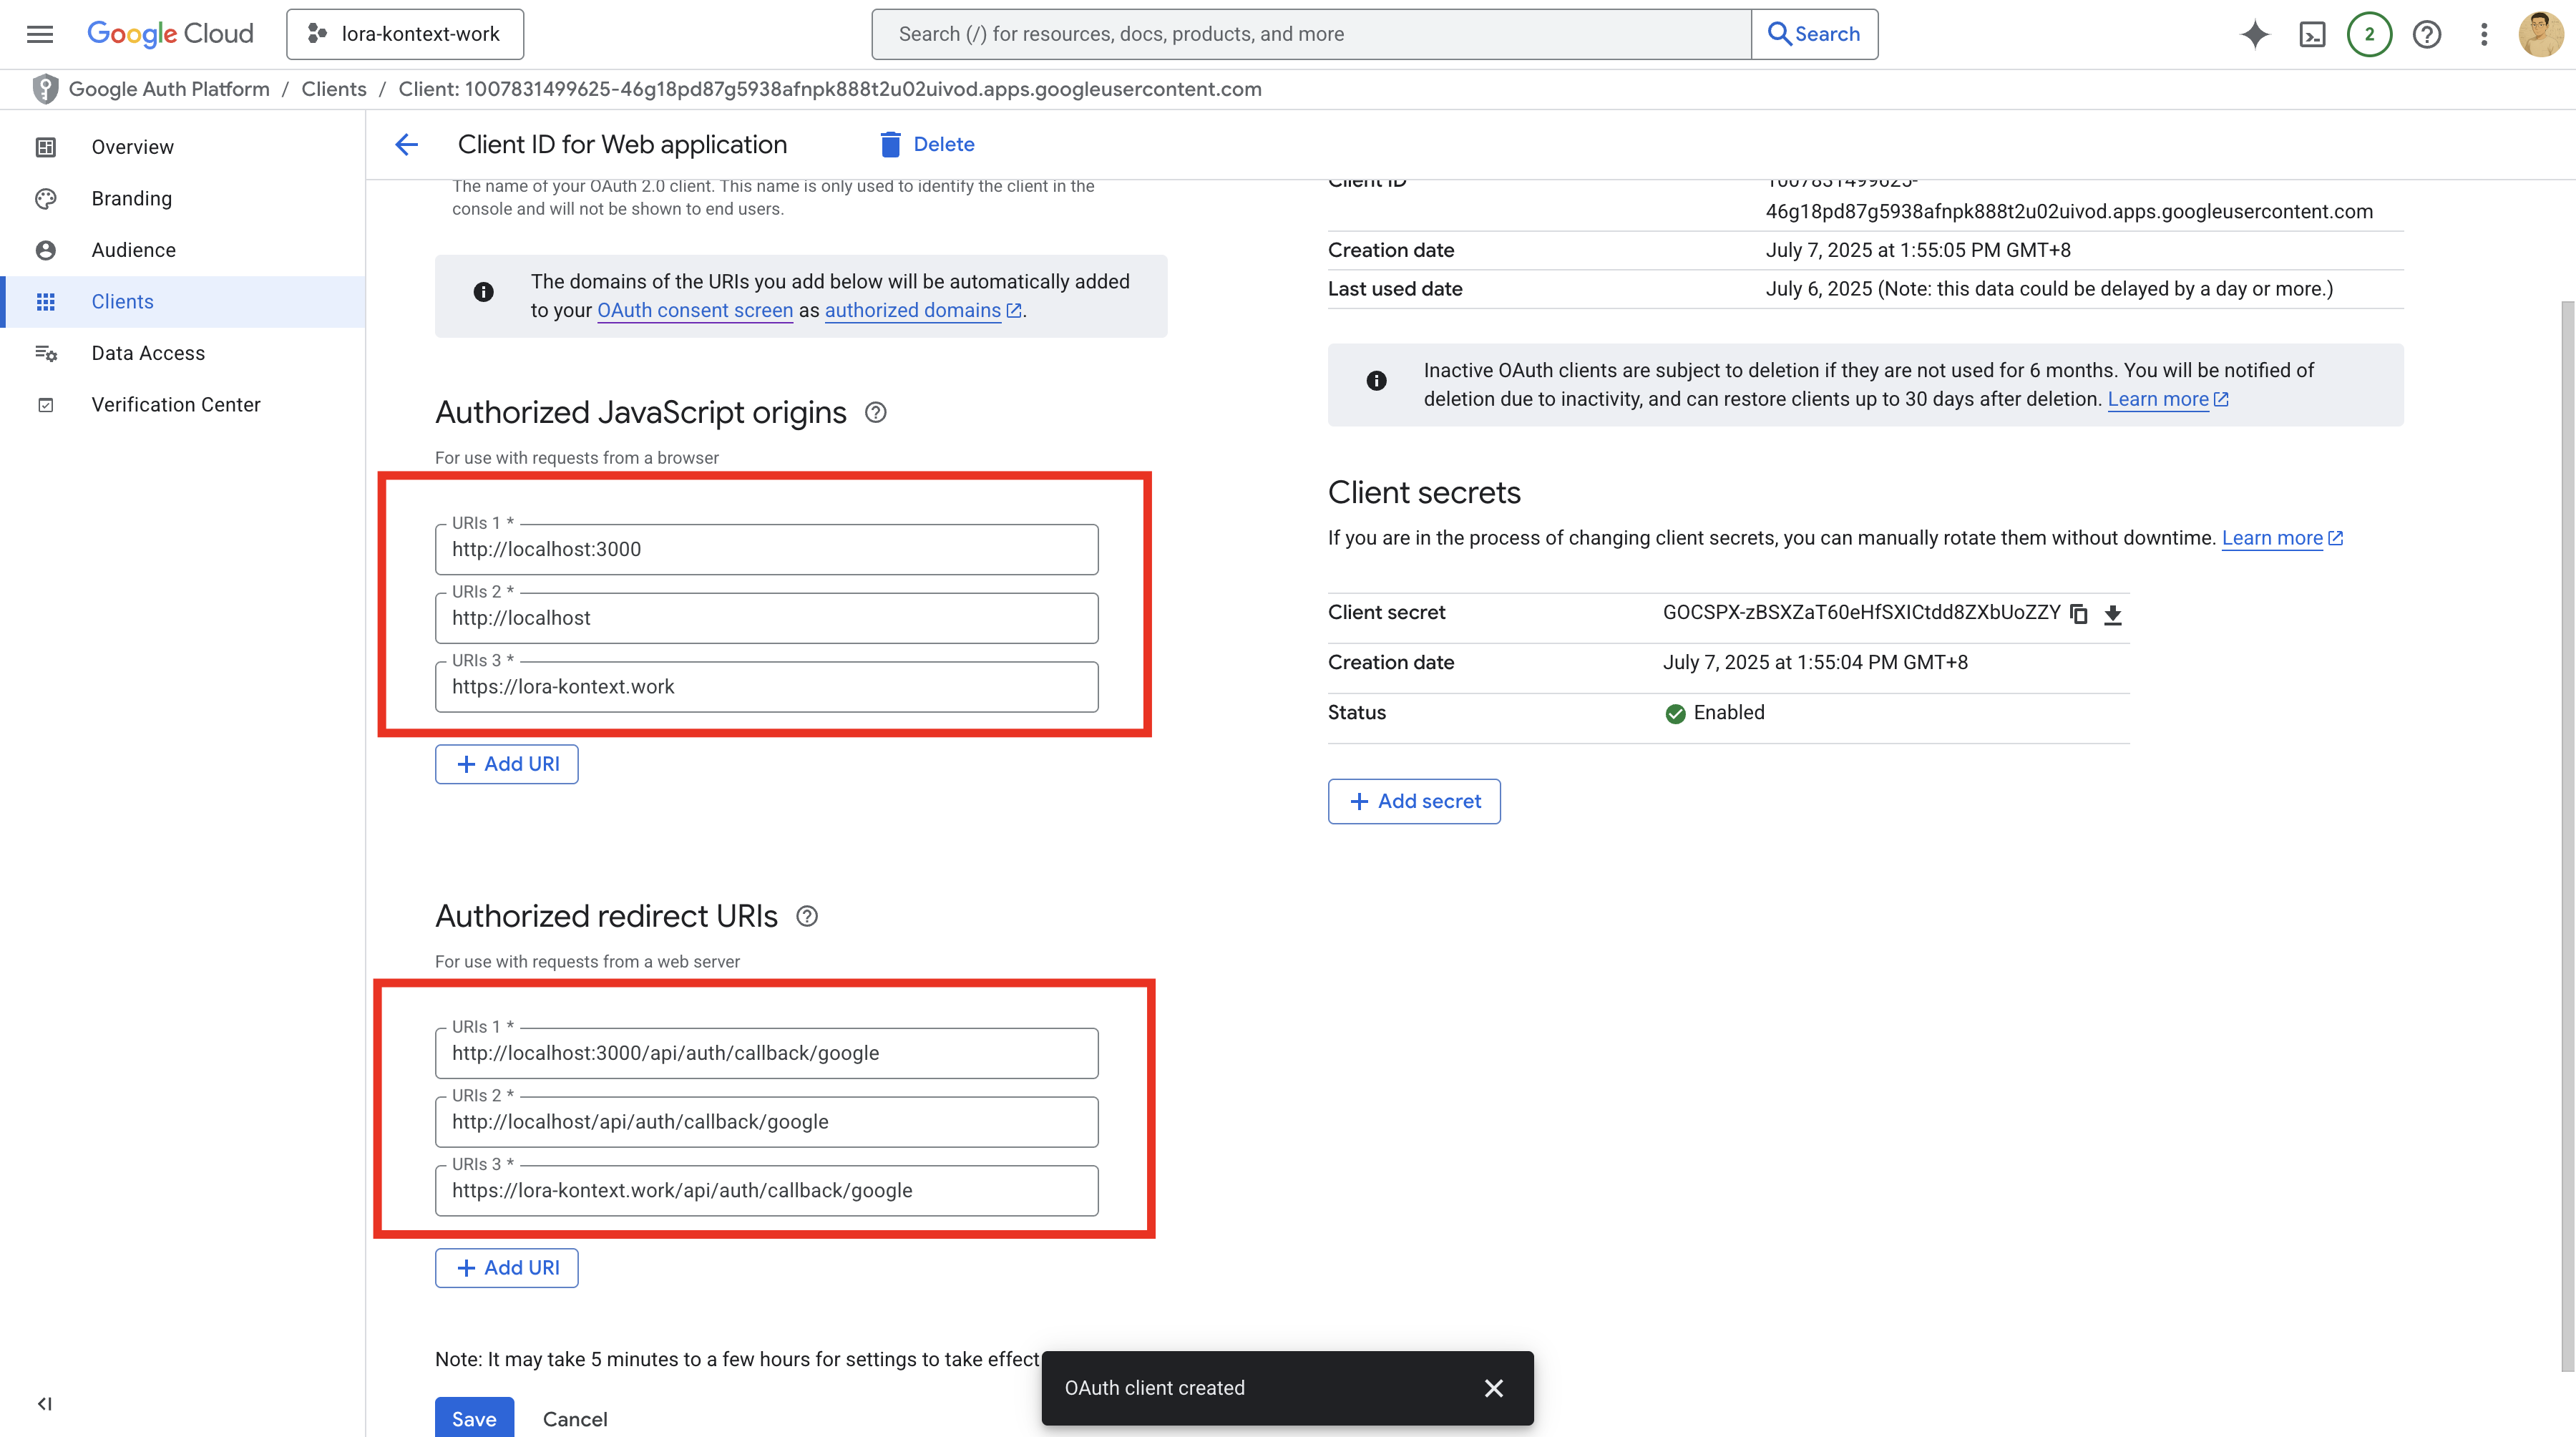 Google Cloud
lora-kontext-work
Search (/) for resources, docs, products, and more
Search
2
Google Auth Platform / Clients / Client: 1007831499625-46g18pd87g5938afnpk888t2u02uivod.apps.googleusercontent.com
Overview
Branding
Audience
Clients
Data Access
Verification Center
Client ID for Web application
Delete
The name of your OAuth 2.0 client. This name is only used to identify the client in the
console and will not be shown to end users.
The domains of the URIs you add below will be automatically added
to your OAuth consent screen as authorized domains.
Authorized JavaScript origins
For use with requests from a browser
URIs 1 *
http://localhost:3000
URIs 2 *
http://localhost
URIs 3 *
https://lora-kontext.work
+ Add URI
Authorized redirect URIs
For use with requests from a web server
URIs 1 *
http://localhost:3000/api/auth/callback/google
URIs 2 *
http://localhost/api/auth/callback/google
URIs 3 *
https://lora-kontext.work/api/auth/callback/google
+ Add URI
Note: It may take 5 minutes to a few hours for settings to take effect
Save
Cancel
Client ID
1007831499625-
46g18pd87g5938afnpk888t2u02uivod.apps.googleusercontent.com
Creation date
July 7, 2025 at 1:55:05 PM GMT+8
Last used date
July 6, 2025 (Note: this data could be delayed by a day or more.)
Inactive OAuth clients are subject to deletion if they are not used for 6 months. You will be notified of
deletion due to inactivity, and can restore clients up to 30 days after deletion. Learn more
Client secrets
If you are in the process of changing client secrets, you can manually rotate them without downtime. Learn more
Client secret
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
Creation date
July 7, 2025 at 1:55:04 PM GMT+8
Status
Enabled
+ Add secret
OAuth client created